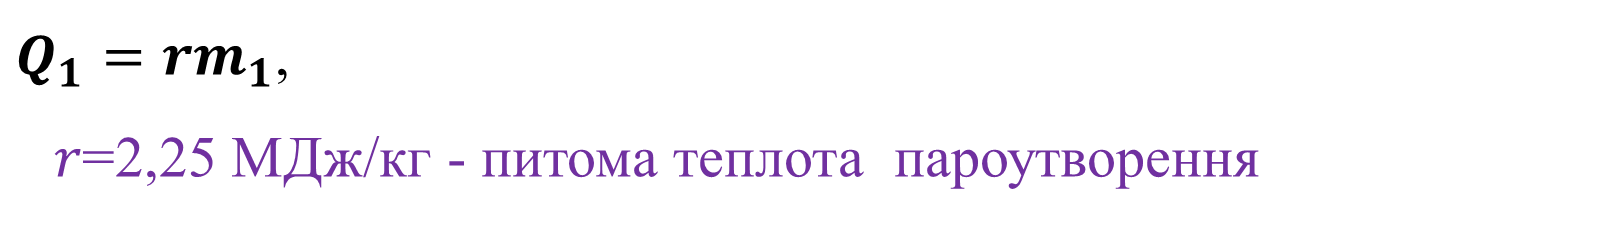 Q₁ = rm₁,
r=2,25 МДж/кг - питома теплота пароутворення